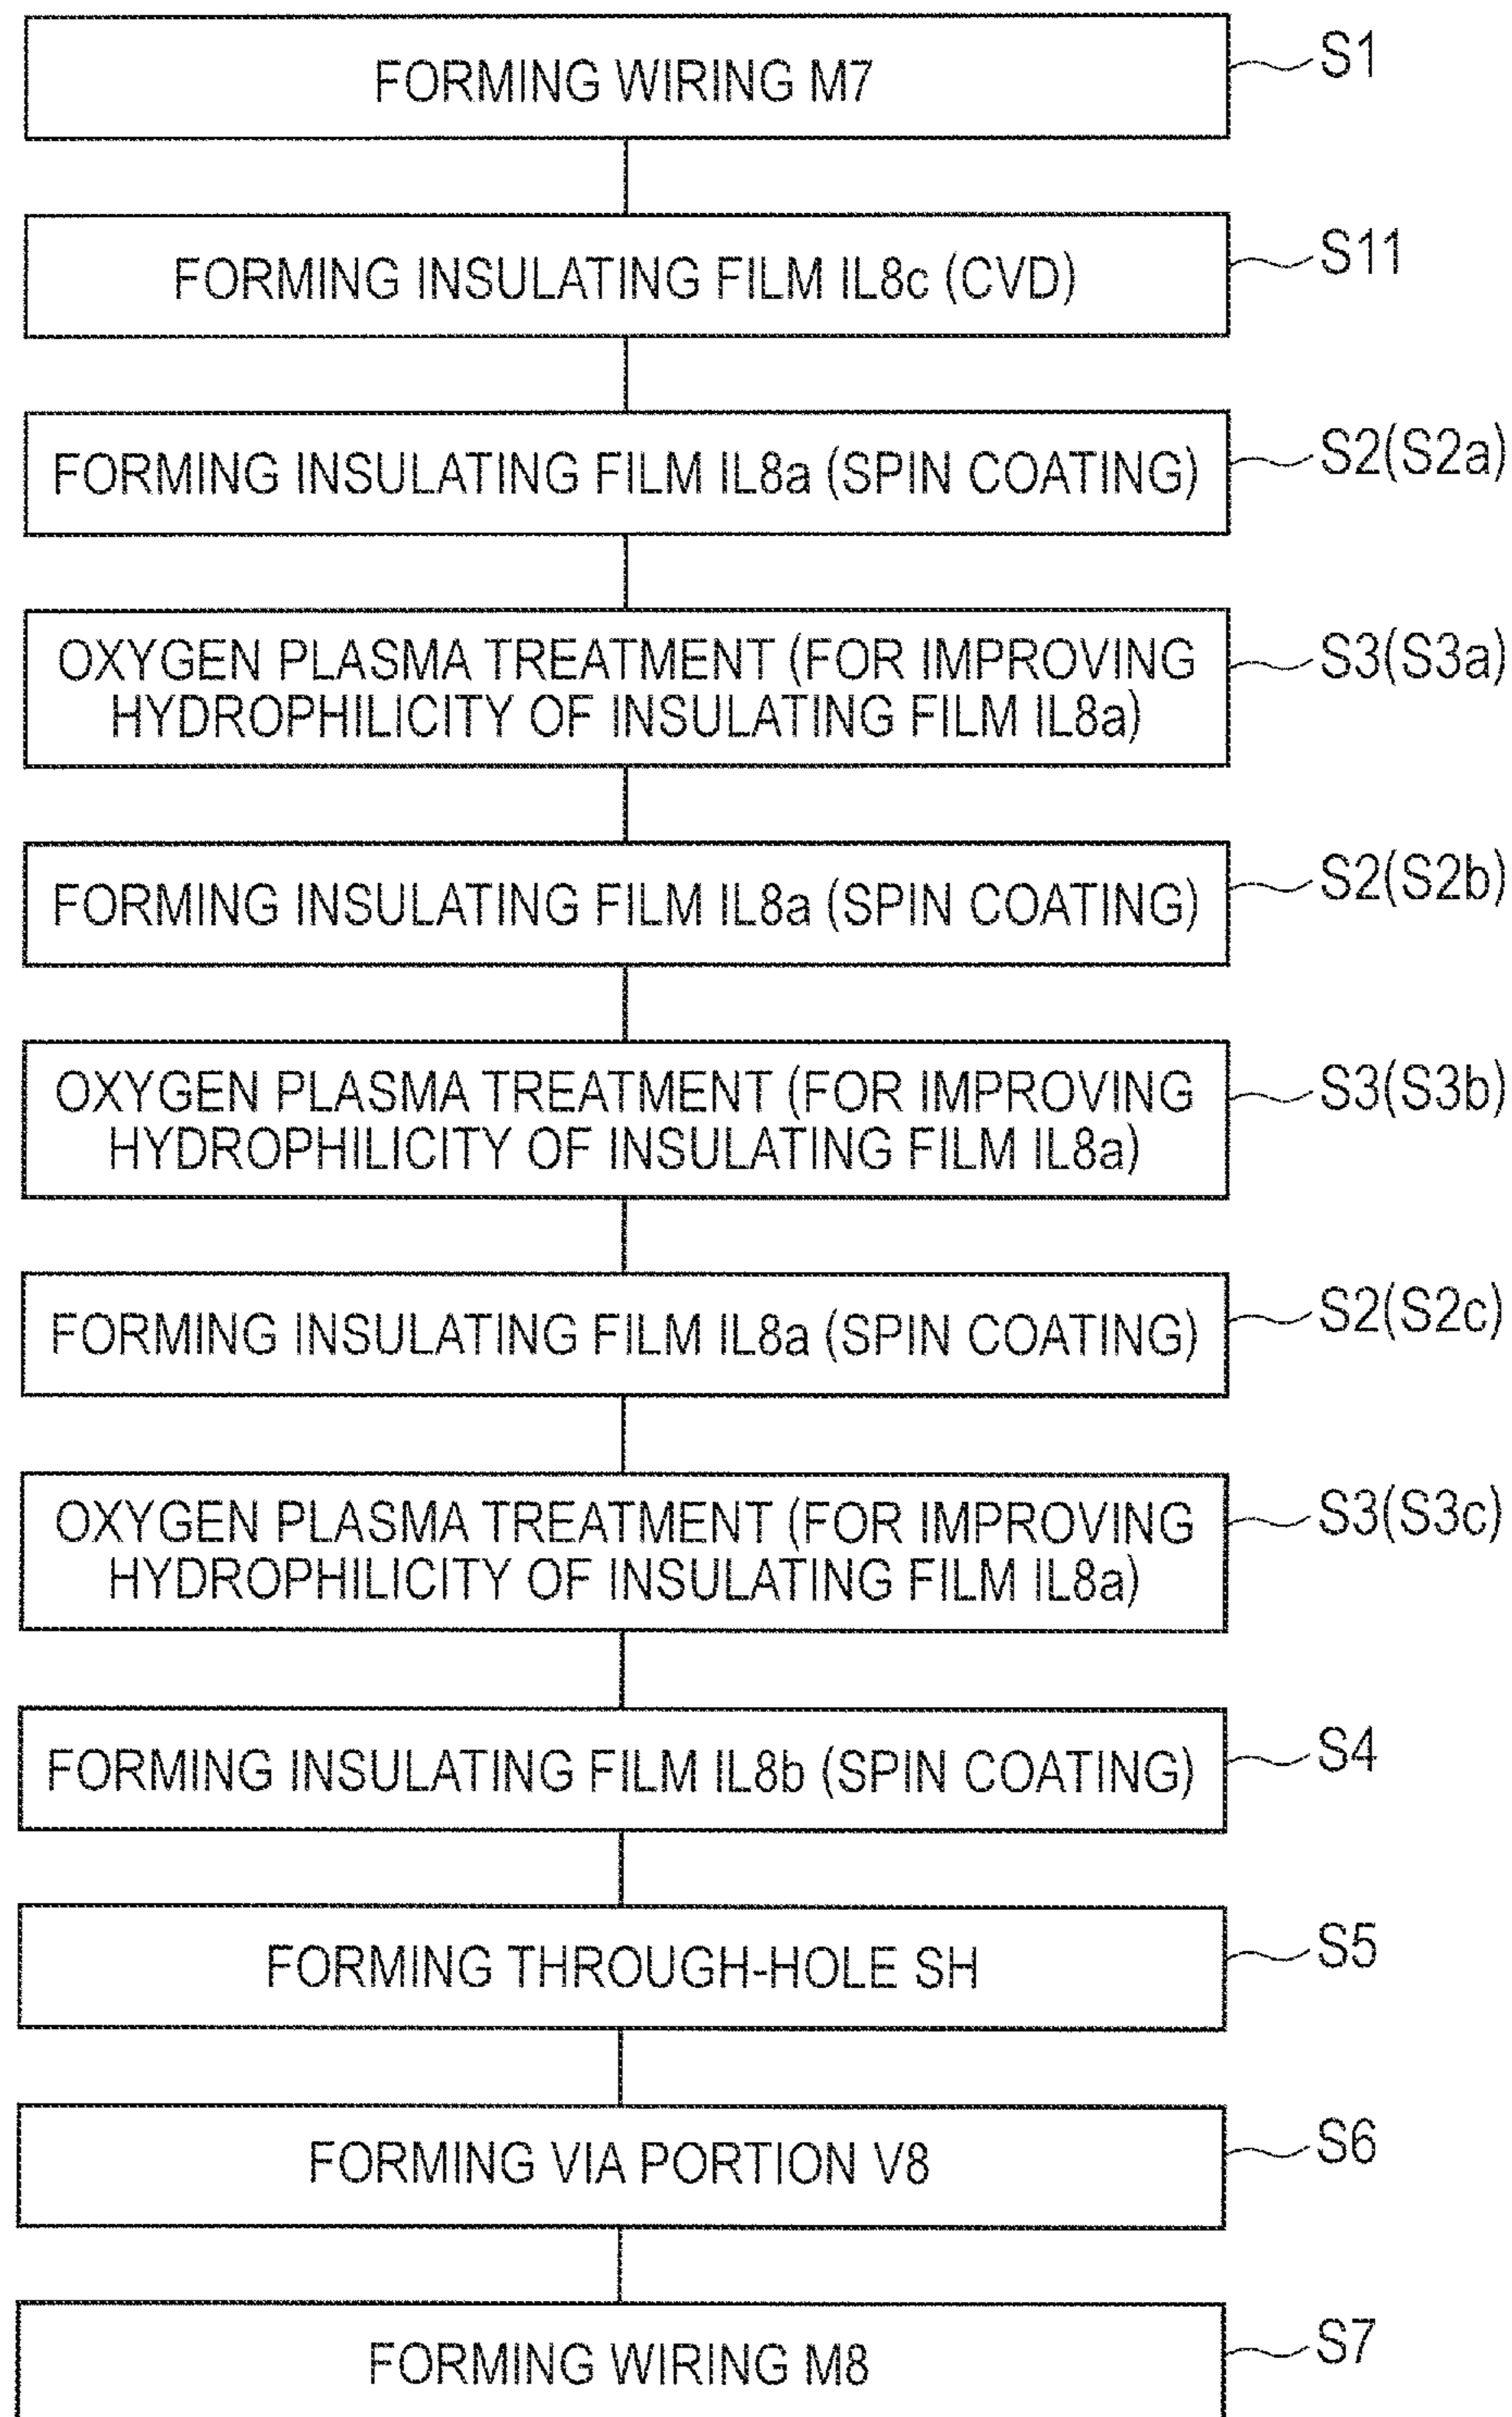 FORMING WIRING M7
S1
FORMING INSULATING FILM IL8c (CVD)
S11
FORMING INSULATING FILM IL8a (SPIN COATING)
S2(S2a)
OXYGEN PLASMA TREATMENT (FOR IMPROVING
HYDROPHILICITY OF INSULATING FILM IL8a)
S3(S3a)
FORMING INSULATING FILM IL8a (SPIN COATING)
S2(S2b)
OXYGEN PLASMA TREATMENT (FOR IMPROVING
HYDROPHILICITY OF INSULATING FILM IL8a)
S3(S3b)
FORMING INSULATING FILM IL8a (SPIN COATING)
S2(S2c)
OXYGEN PLASMA TREATMENT (FOR IMPROVING
HYDROPHILICITY OF INSULATING FILM IL8a)
S3(S3c)
FORMING INSULATING FILM IL8b (SPIN COATING)
S4
FORMING THROUGH-HOLE SH
S5
FORMING VIA PORTION V8
S6
FORMING WIRING M8
S7